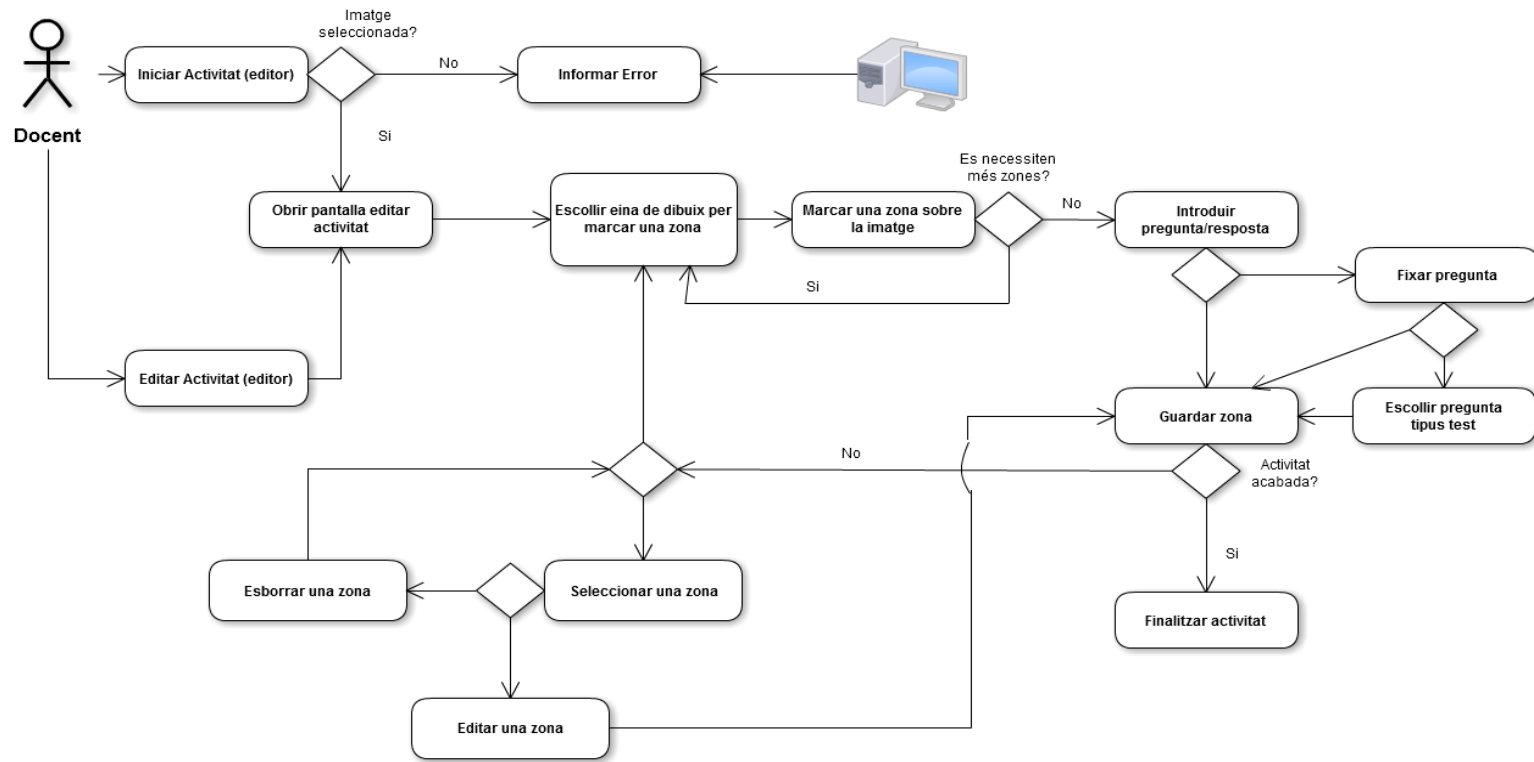 Imatge
seleccionada?
Iniciar Activitat (editor)
No
Informar Error
Docent
Si
Es necessiten
més zones?
Obrir pantalla editar
activitat
Escollir eina de dibuix per
marcar una zona
Marcar una zona sobre
la imatge
No
Introduir
pregunta/resposta
Si
Fixar pregunta
Editar Activitat (editor)
Guardar zona
Escollir pregunta
tipus test
No
Activitat
acabada?
Si
Esborrar una zona
Seleccionar una zona
Finalitzar activitat
Editar una zona